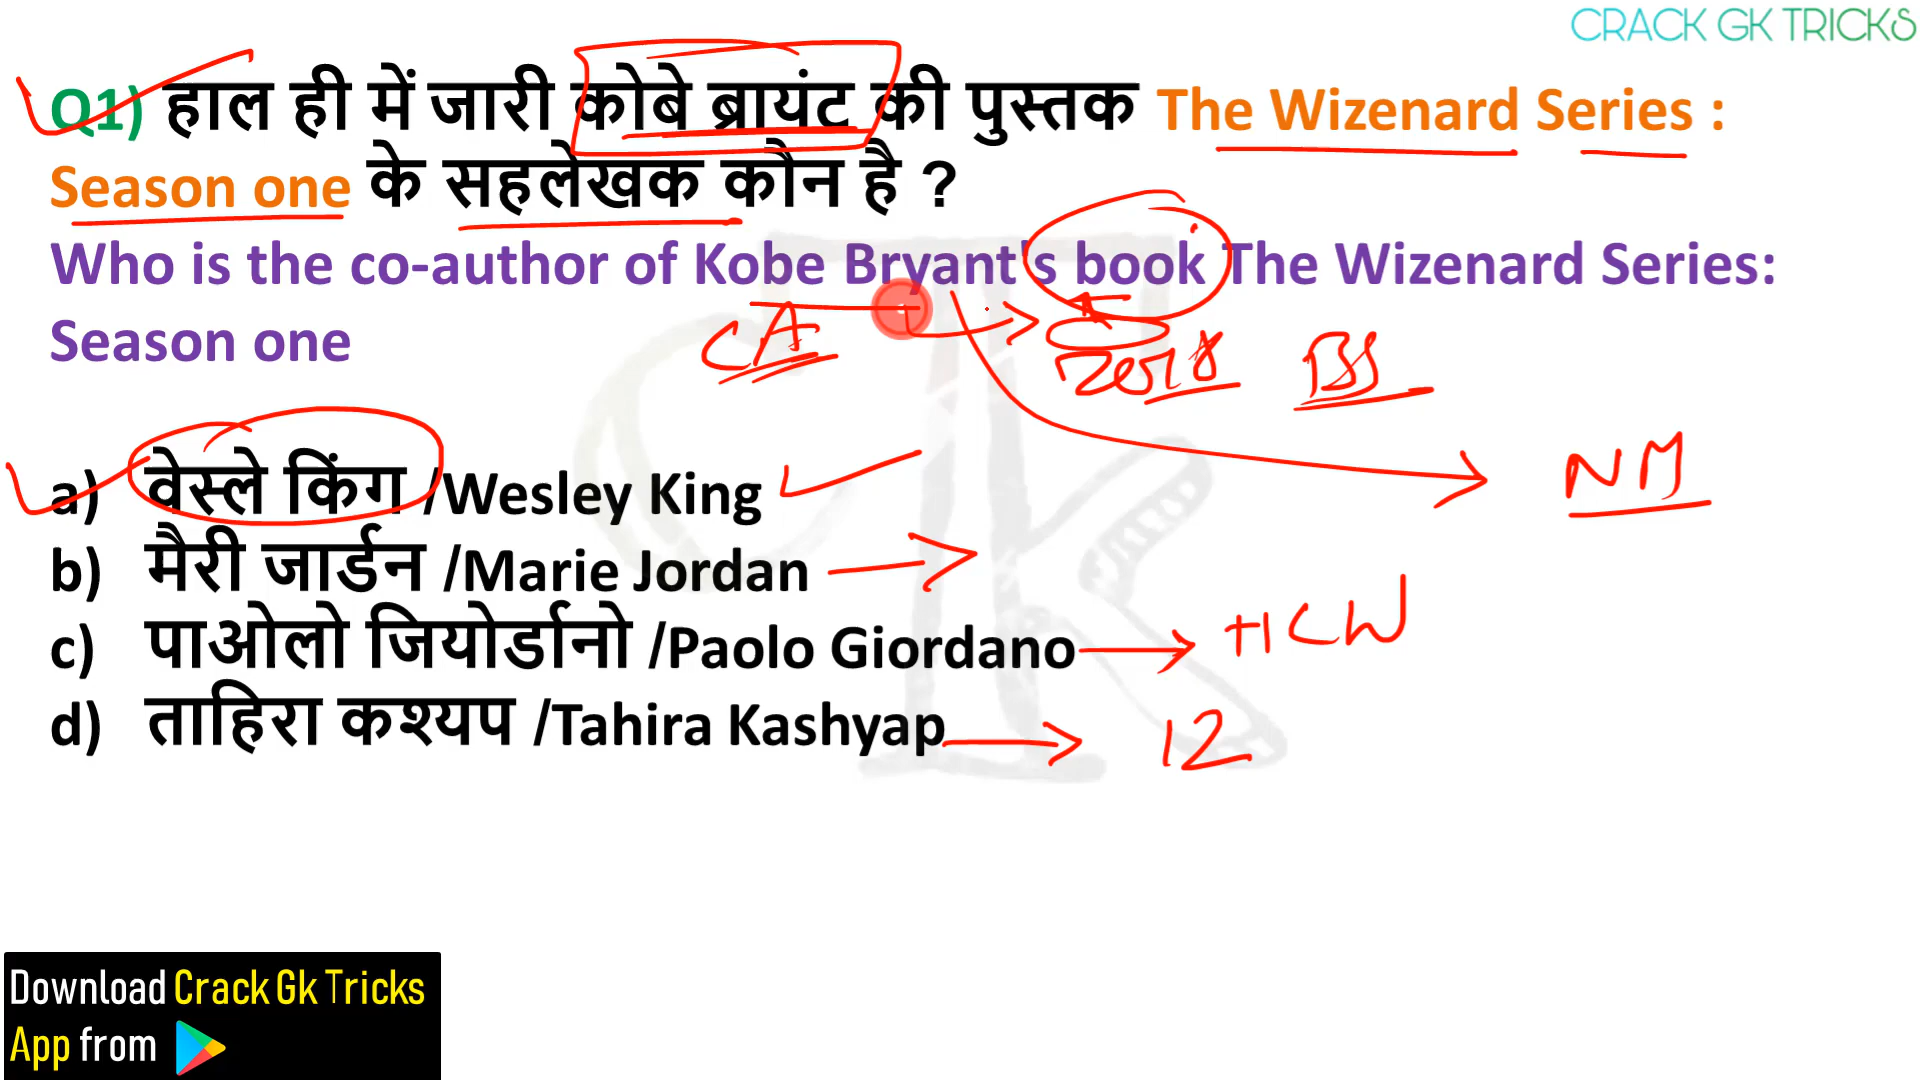 CRACK GK TRICKS
Q1) हाल ही में जारी कोबे ब्रायंट की पुस्तक The Wizenard Series :
Season one के सहलेखक कौन है ?
Who is the co-author of Kobe Bryant's book The Wizenard Series:
Season one
CA 2018 BS
a) वेस्ले किंग /Wesley King
NM
b) मैरी जार्डन /Marie Jordan
c) पाओलो जियोर्डानो /Paolo Giordano HCW
d) ताहिरा कश्यप /Tahira Kashyap 12
Download Crack Gk Tricks
App from